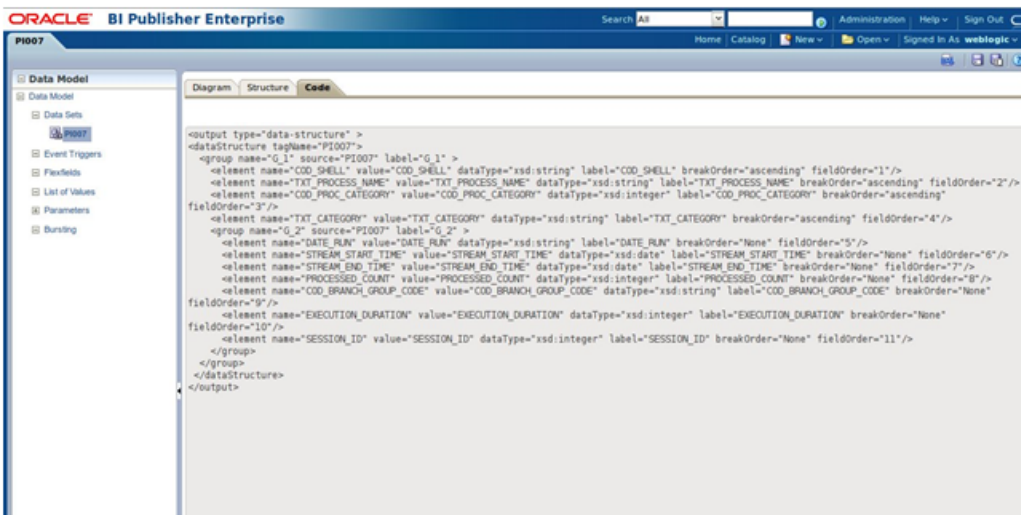 ORACLE BI Publisher Enterprise
Search All Administration Help Sign Out
PI007 Home Catalog New Open Signed In As weblogic
Data Model
Data Model
Data Sets
PI007
Event Triggers
Flexfields
List of Values
Parameters
Bursting
Diagram Structure Code
<output type="data-structure" >
<dataStructure tagName="PI007">
<group name="G_1" source="PI007" label="G_1" >
<element name="COD_SHELL" value="COD_SHELL" dataType="xsd:string" label="COD_SHELL" breakOrder="ascending" fieldOrder="1"/>
<element name="TXT_PROCESS_NAME" value="TXT_PROCESS_NAME" dataType="xsd:string" label="TXT_PROCESS_NAME" breakOrder="ascending" fieldOrder="2"/>
<element name="COD_PROC_CATEGORY" value="COD_PROC_CATEGORY" dataType="xsd:integer" label="COD_PROC_CATEGORY" breakOrder="ascending"
fieldOrder="3"/>
<element name="TXT_CATEGORY" value="TXT_CATEGORY" dataType="xsd:string" label="TXT_CATEGORY" breakOrder="ascending" fieldOrder="4"/>
<group name="G_2" source="PI007" label="G_2" >
<element name="DATE_RUN" value="DATE_RUN" dataType="xsd:string" label="DATE_RUN" breakOrder="None" fieldOrder="5"/>
<element name="STREAM_START_TIME" value="STREAM_START_TIME" dataType="xsd:date" label="STREAM_START_TIME" breakOrder="None" fieldOrder="6"/>
<element name="STREAM_END_TIME" value="STREAM_END_TIME" dataType="xsd:date" label="STREAM_END_TIME" breakOrder="None" fieldOrder="7"/>
<element name="PROCESSED_COUNT" value="PROCESSED_COUNT" dataType="xsd:integer" label="PROCESSED_COUNT" breakOrder="None" fieldOrder="8"/>
<element name="COD_BRANCH_GROUP_CODE" value="COD_BRANCH_GROUP_CODE" dataType="xsd:string" label="COD_BRANCH_GROUP_CODE" breakOrder="None"
fieldOrder="9"/>
<element name="EXECUTION_DURATION" value="EXECUTION_DURATION" dataType="xsd:integer" label="EXECUTION_DURATION" breakOrder="None"
fieldOrder="10"/>
<element name="SESSION_ID" value="SESSION_ID" dataType="xsd:integer" label="SESSION_ID" breakOrder="None" fieldOrder="11"/>
</group>
</group>
</dataStructure>
</output>